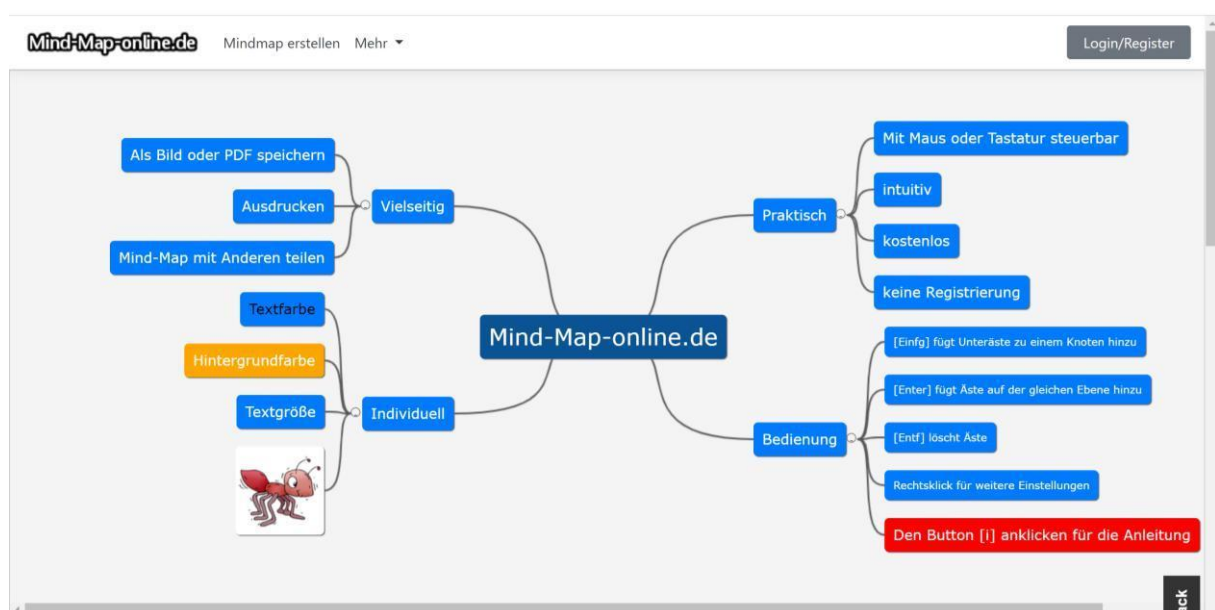 Mind-Map-online.de
Mindmap erstellen
Mehr
Login/Register
Als Bild oder PDF speichern
Ausdrucken
Mind-Map mit Anderen teilen
Vielseitig
Textfarbe
Hintergrundfarbe
Textgröße
Individuell
Mind-Map-online.de
Praktisch
Mit Maus oder Tastatur steuerbar
intuitiv
kostenlos
keine Registrierung
Bedienung
[Einfg] fügt Unteräste zu einem Knoten hinzu
[Enter] fügt Äste auf der gleichen Ebene hinzu
[Entf] löscht Äste
Rechtsklick für weitere Einstellungen
Den Button [i] anklicken für die Anleitung